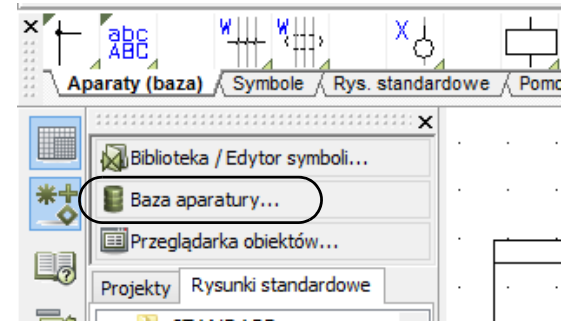 abc
ABC
W
W
X
Aparaty (baza)
Symbole
Rys. standardowe
Biblioteka / Edytor symboli...
Baza aparatury...
Przeglądarka obiektów...
Projekty
Rysunki standardowe